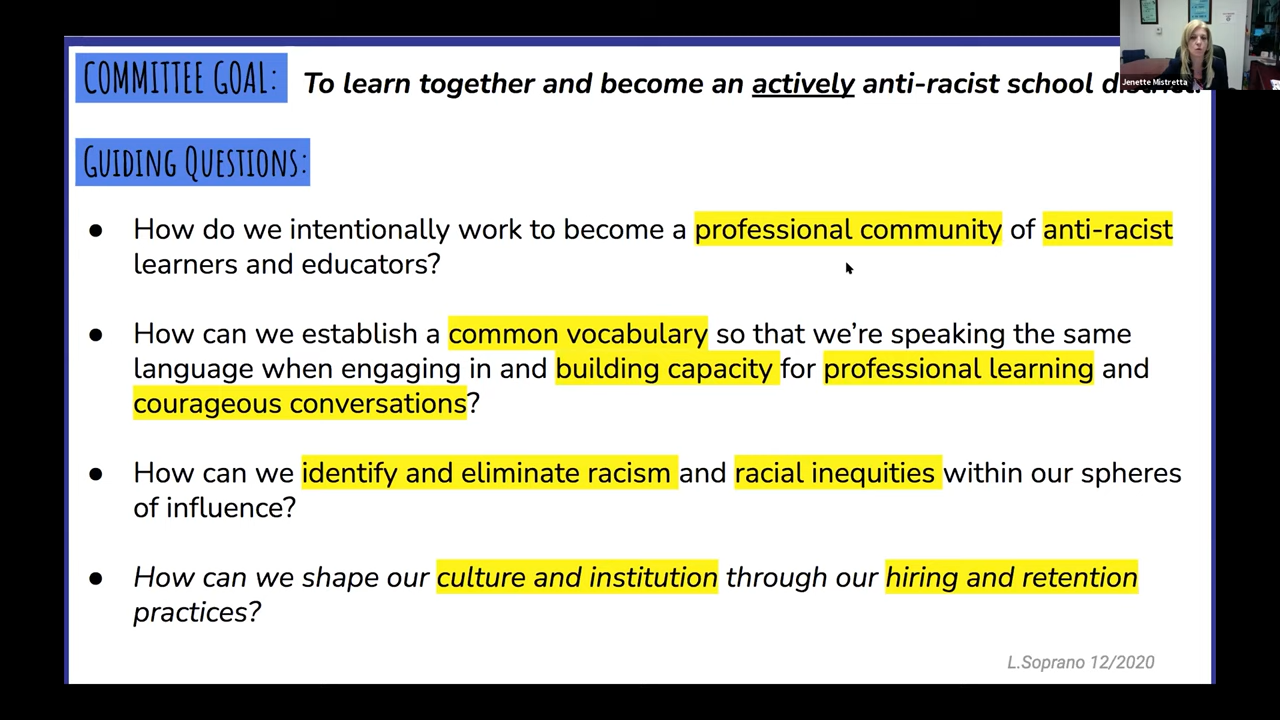 COMMITTEE GOAL: To learn together and become an actively anti-racist school
Jenette Mistretta
GUIDING QUESTIONS:
● How do we intentionally work to become a professional community of anti-racist
learners and educators?
● How can we establish a common vocabulary so that we’re speaking the same
language when engaging in and building capacity for professional learning and
courageous conversations?
● How can we identify and eliminate racism and racial inequities within our spheres
of influence?
● How can we shape our culture and institution through our hiring and retention
practices?
L.Soprano 12/2020